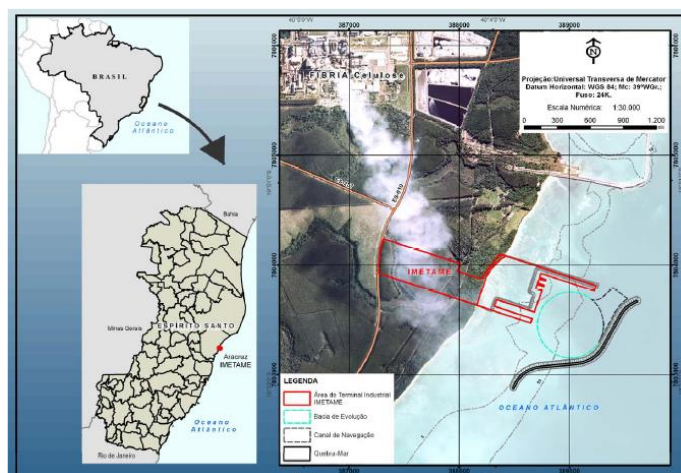 BRASIL
Oceano
Atlântico
Bahia
Minas Gerais
ESPÍRITO SANTO
Aracruz
IMETAME
Oceano
Atlântico
Rio de Janeiro
387000
388000
389000
FIBRIA Celulose
ES-010
IMETAME
OCEANO ATLÂNTICO
N
Projeção:Universal Transversa de Mercator
Datum Horizontal: WGS 84; Mc: 39°WGr.;
Fuso: 24K.
Escala Numérica: 1:30.000
0 300 600 900 1.200
m
LEGENDA
Área do Terminal Industrial
IMETAME
Bacia de Evolução
Canal de Navegação
Quebra-Mar
387000
388000
389000